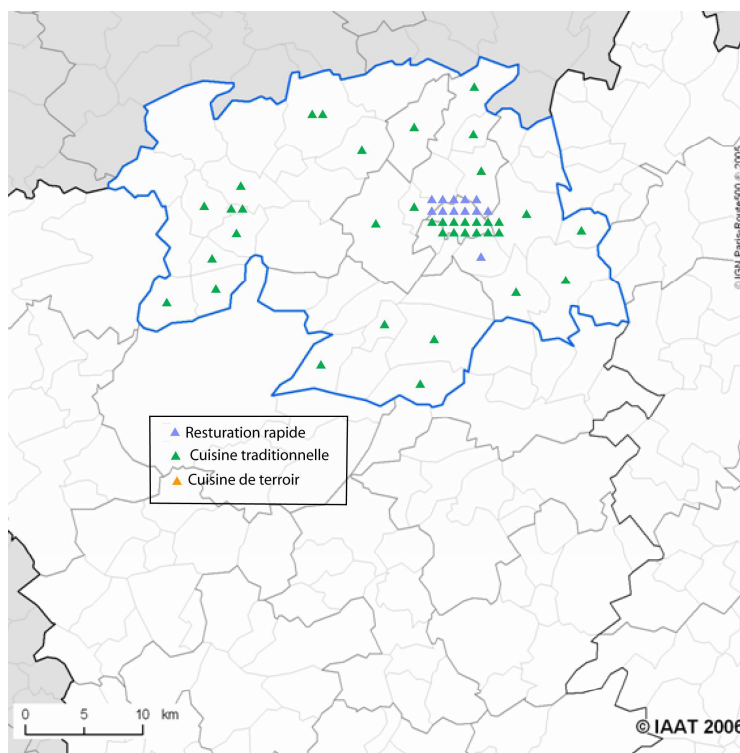 © IGN Paris-Route500 © 2005
Resturation rapide
Cuisine traditionnelle
Cuisine de terroir
0 5 10 km
© IAAT 2006